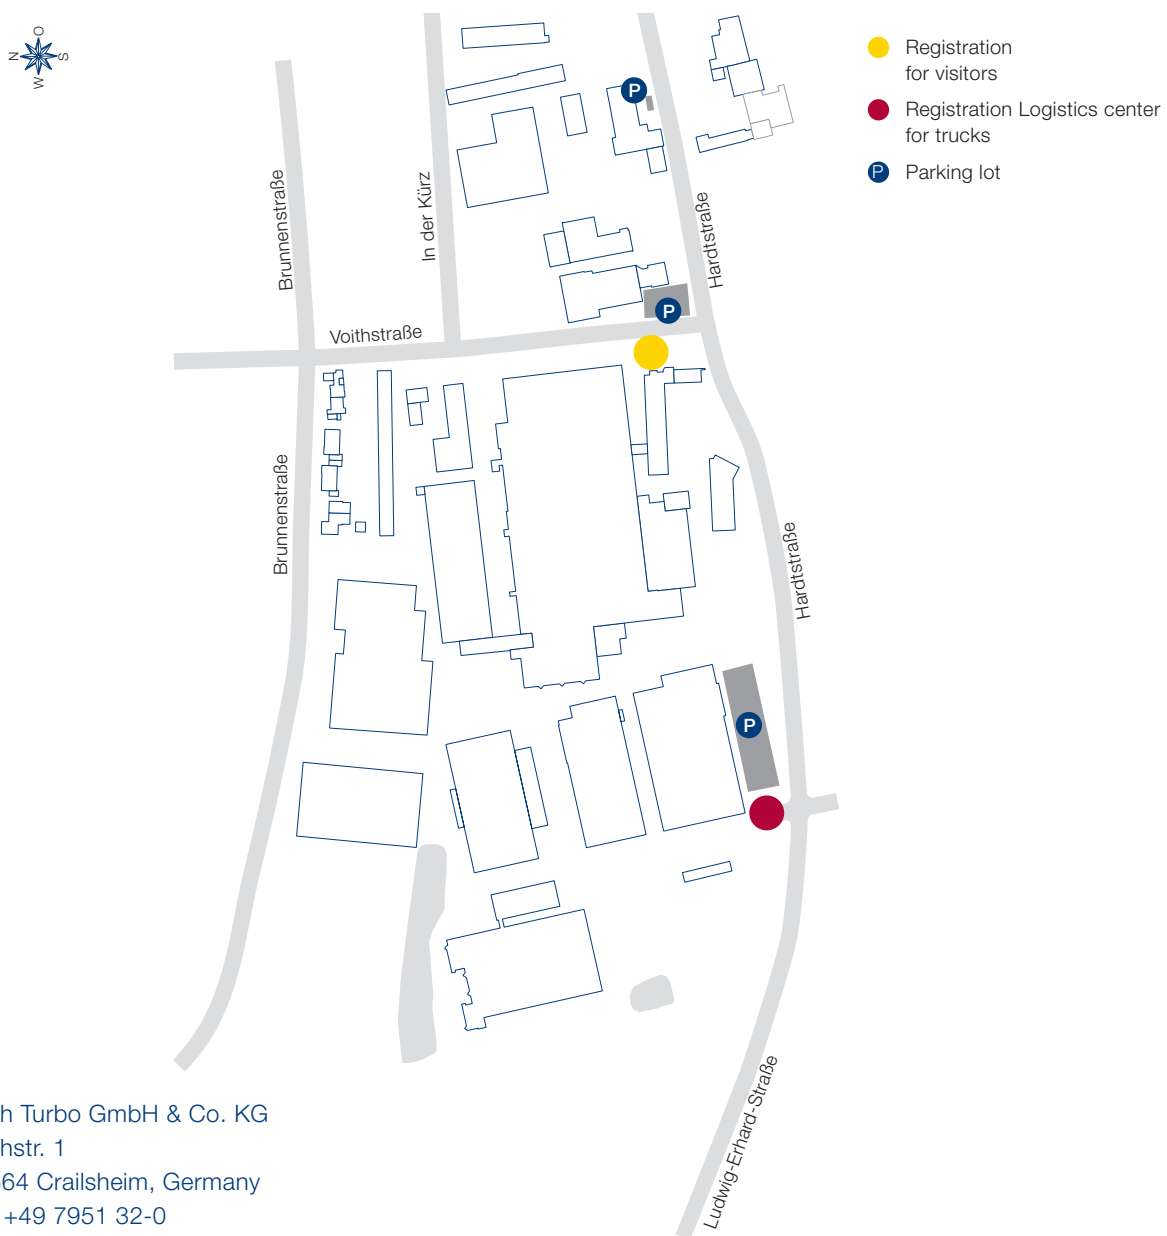 O
N
S
W
Registration
for visitors
Registration Logistics center
for trucks
P Parking lot
P
Brunnenstraße
In der Kürz
Hardtstraße
P
Voithstraße
Brunnenstraße
Hardtstraße
P
Ludwig-Erhard-Straße
h Turbo GmbH & Co. KG
hstr. 1
64 Crailsheim, Germany
+49 7951 32-0